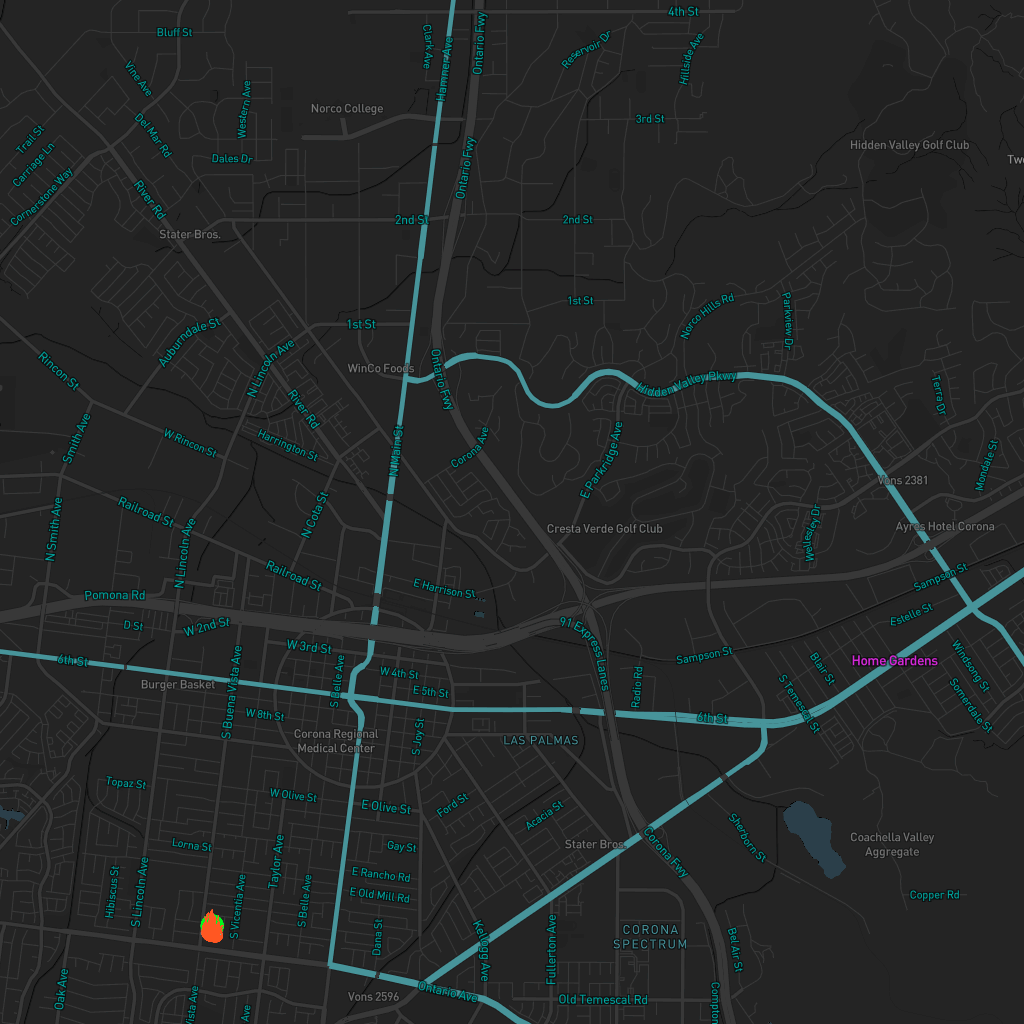 4th St
Bluff St
Clark Ave
Hamner Ave
Ontario Fwy
Reservoir Dr
Hillside Ave
Vine Ave
Western Ave
Norco College
3rd St
Del Mar Rd
Trail St
Carriage Ln
Cornerstone Way
Dales Dr
Ontario Fwy
Hidden Valley Golf Club
Two
River Rd
2nd St
2nd St
Stater Bros.
1st St
1st St
Norco Hills Rd
Parkview Dr
Auburndale St
N Lincoln Ave
WinCo Foods
Ontario Fwy
Hidden Valley Pkwy
Rincon St
River Rd
Terra Dr
Smith Ave
W Rincon St
Harrington St
N Main St
Corona Ave
E Parkridge Ave
Mondale St
Vons 2381
N Smith Ave
Railroad St
N Lincoln Ave
N Cota St
Cresta Verde Golf Club
Wellesley Dr
Ayres Hotel Corona
Railroad St
E Harrison St...
Sampson St
Pomona Rd
D St
W 2nd St
W 3rd St
91 Express Lanes
Estelle St
6th St
Burger Basket
S Buena Vista Ave
S Belle Ave
W 4th St
E 5th St
Sampson St
Radio Rd
Home Gardens
Blair St
S Temescal St
Windsong St
Somerdale St
W 8th St
Corona Regional
Medical Center
S Joy St
LAS PALMAS
6th St
Topaz St
W Olive St
E Olive St
Ford St
Acacia St
Lorna St
Taylor Ave
Gay St
Stater Bros.
Corona Fwy
Sherborn St
Coachella Valley
Aggregate
Hibiscus St
S Lincoln Ave
S Vicentia Ave
S Belle Ave
E Rancho Rd
E Old Mill Rd
Copper Rd
Dana St
Kellogg Ave
Fullerton Ave
CORONA
SPECTRUM
Bel Air St
Oak Ave
Vista Ave
Ave
Vons 2596
Ontario Ave
Old Temescal Rd
Compton